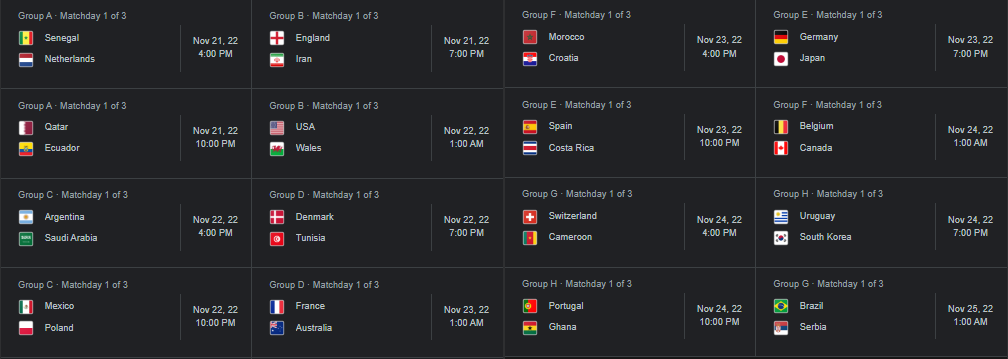 Group A · Matchday 1 of 3
Senegal
Netherlands
Nov 21, 22
4:00 PM
Group B · Matchday 1 of 3
England
Iran
Nov 21, 22
7:00 PM
Group F · Matchday 1 of 3
Morocco
Croatia
Nov 23, 22
4:00 PM
Group E · Matchday 1 of 3
Germany
Japan
Nov 23, 22
7:00 PM
Group A · Matchday 1 of 3
Qatar
Ecuador
Nov 21, 22
10:00 PM
Group B · Matchday 1 of 3
USA
Wales
Nov 22, 22
1:00 AM
Group E · Matchday 1 of 3
Spain
Costa Rica
Nov 23, 22
10:00 PM
Group F · Matchday 1 of 3
Belgium
Canada
Nov 24, 22
1:00 AM
Group C · Matchday 1 of 3
Argentina
Saudi Arabia
Nov 22, 22
4:00 PM
Group D · Matchday 1 of 3
Denmark
Tunisia
Nov 22, 22
7:00 PM
Group G · Matchday 1 of 3
Switzerland
Cameroon
Nov 24, 22
4:00 PM
Group H · Matchday 1 of 3
Uruguay
South Korea
Nov 24, 22
7:00 PM
Group C · Matchday 1 of 3
Mexico
Poland
Nov 22, 22
10:00 PM
Group D · Matchday 1 of 3
France
Australia
Nov 23, 22
1:00 AM
Group H · Matchday 1 of 3
Portugal
Ghana
Nov 24, 22
10:00 PM
Group G · Matchday 1 of 3
Brazil
Serbia
Nov 25, 22
1:00 AM